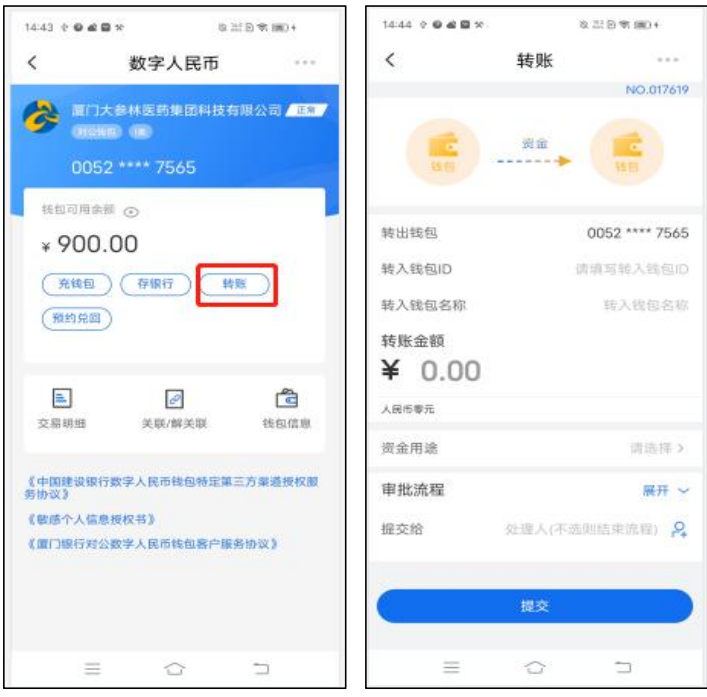 14:43
数字人民币
厦门大参林医药集团科技有限公司 正常
对公钱包 I类
0052 **** 7565
钱包可用余额
¥ 900.00
充钱包 存银行 转账
预约兑回
交易明细 关联/解关联 钱包信息
《中国建设银行数字人民币钱包特定第三方渠道授权服
务协议》
《敏感个人信息授权书》
《厦门银行对公数字人民币钱包客户服务协议》
14:44
转账
NO.017619
资金
钱包 钱包
转出钱包 0052 **** 7565
转入钱包ID 请填写转入钱包ID
转入钱包名称 转入钱包名称
转账金额
¥ 0.00
人民币零元
资金用途 请选择 >
审批流程 展开
提交给 处理人(不选则结束流程)
提交